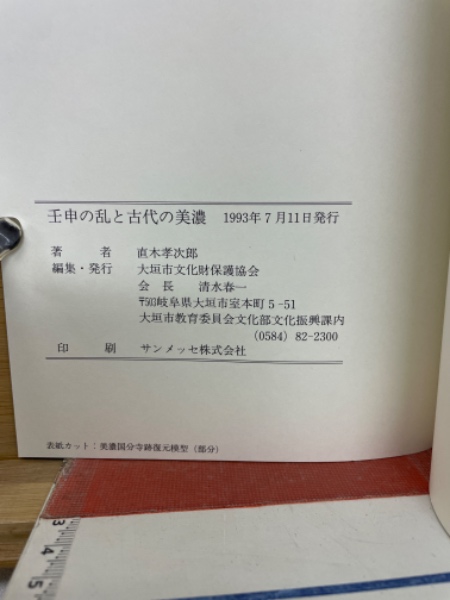 壬申の乱と古代の美濃 1993年7月11日発行
著 者 直木孝次郎
編集・発行 大垣市文化財保護協会
会 長 清水春一
〒503岐阜県大垣市室本町5-51
大垣市教育委員会文化部文化振興課内
(0584) 82-2300
印 刷 サンメッセ株式会社
表紙カット:美濃国分寺跡復元模型(部分)
3
4
5